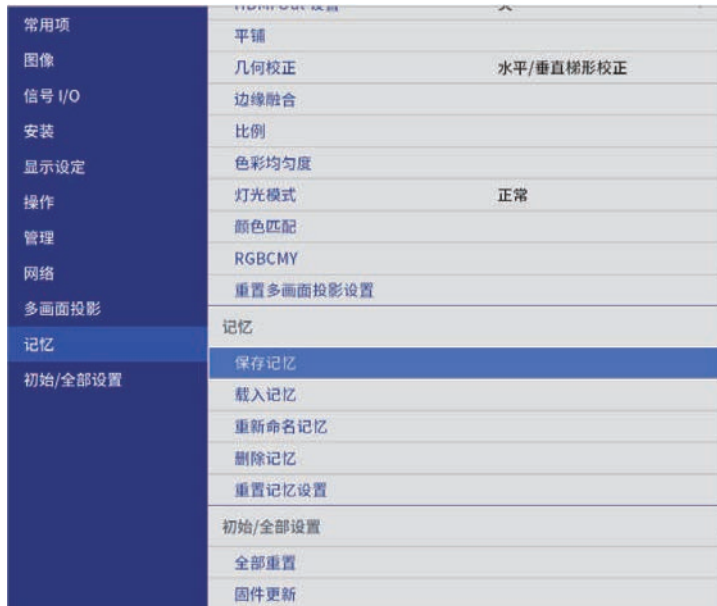 常用项
图像
信号 I/O
安装
显示设定
操作
管理
网络
多画面投影
记忆
初始/全部设置
平铺
几何校正 水平/垂直梯形校正
边缘融合
比例
色彩均匀度
灯光模式 正常
颜色匹配
RGBCMY
重置多画面投影设置
记忆
保存记忆
载入记忆
重新命名记忆
删除记忆
重置记忆设置
初始/全部设置
全部重置
固件更新